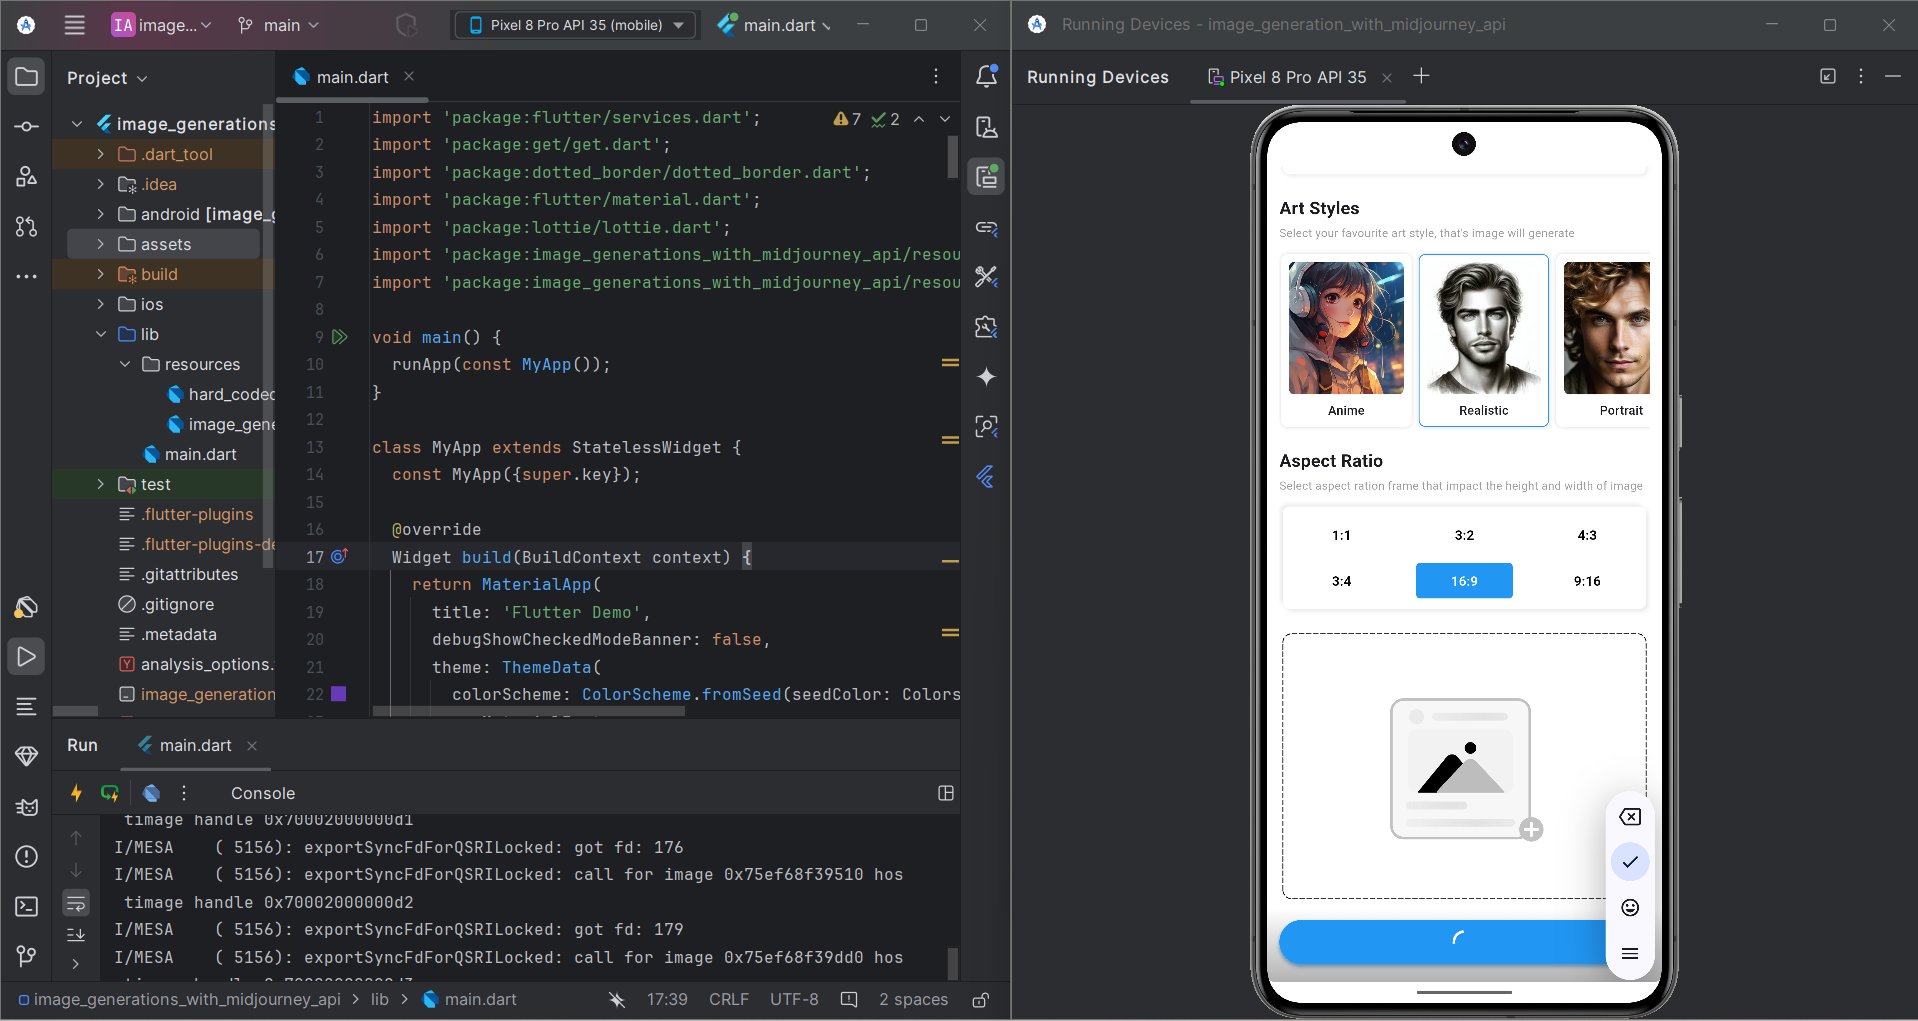 IA image...
main
Pixel 8 Pro API 35 (mobile)
main.dart
Running Devices - image_generation_with_midjourney_api
Project
main.dart
Running Devices
Pixel 8 Pro API 35
image_generations
.dart_tool
.idea
android [image_g
assets
build
ios
lib
resources
hard_coded
image_gene
main.dart
test
.flutter-plugins
.flutter-plugins-de
.gitattributes
.gitignore
.metadata
analysis_options.
image_generation
7 2
1 import 'package:flutter/services.dart';
2 import 'package:get/get.dart';
3 import 'package:dotted_border/dotted_border.dart';
4 import 'package:flutter/material.dart';
5 import 'package:lottie/lottie.dart';
6 import 'package:image_generations_with_midjourney_api/resou
7 import 'package:image_generations_with_midjourney_api/resou
8
9 void main() {
10 runApp(const MyApp());
11 }
12
13 class MyApp extends StatelessWidget {
14 const MyApp({super.key});
15
16 @override
17 Widget build(BuildContext context) {
18 return MaterialApp(
19 title: 'Flutter Demo',
20 debugShowCheckedModeBanner: false,
21 theme: ThemeData(
22 colorScheme: ColorScheme.fromSeed(seedColor: Colors
Run
main.dart
Console
timage handle 0x70002000000d1
I/MESA ( 5156): exportSyncFdForQSRILocked: got fd: 176
I/MESA ( 5156): exportSyncFdForQSRILocked: call for image 0x75ef68f39510 hos
timage handle 0x70002000000d2
I/MESA ( 5156): exportSyncFdForQSRILocked: got fd: 179
I/MESA ( 5156): exportSyncFdForQSRILocked: call for image 0x75ef68f39dd0 hos
image_generations_with_midjourney_api > lib > main.dart
17:39 CRLF UTF-8 2 spaces
Art Styles
Select your favourite art style, that's image will generate
Anime
Realistic
Portrait
Aspect Ratio
Select aspect ration frame that impact the height and width of image
1:1 3:2 4:3
3:4 16:9 9:16